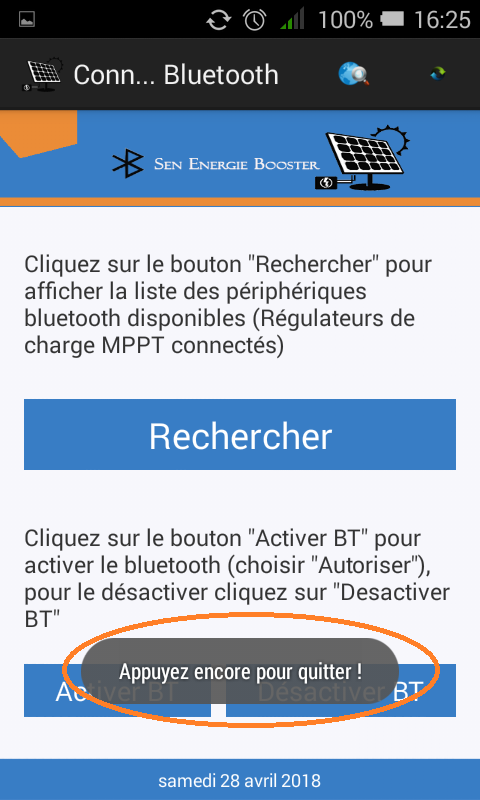 100% 16:25
Conn... Bluetooth
Sen Energie Booster
Cliquez sur le bouton "Rechercher" pour
afficher la liste des périphériques
bluetooth disponibles (Régulateurs de
charge MPPT connectés)
Rechercher
Cliquez sur le bouton "Activer BT" pour
activer le bluetooth (choisir "Autoriser"),
pour le désactiver cliquez sur "Desactiver
BT"
Appuyez encore pour quitter !
Activer BT Désactiver BT
samedi 28 avril 2018